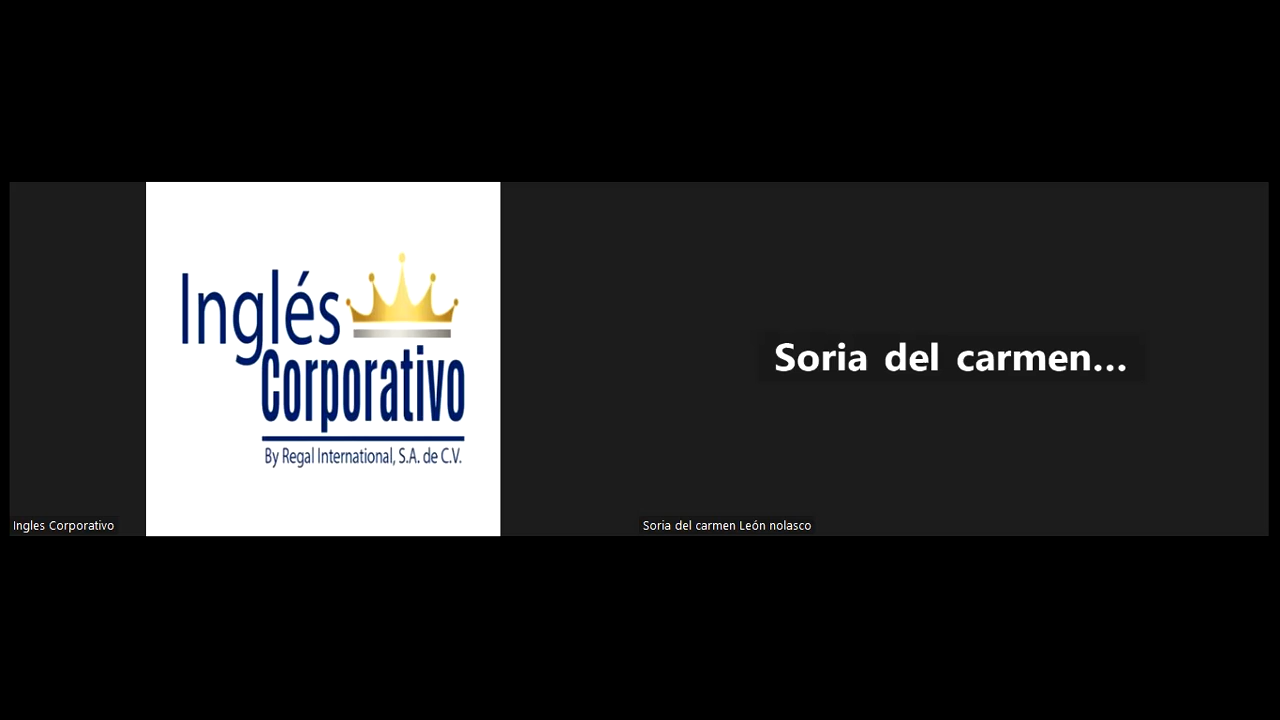 Inglés
Corporativo
By Regal International, S.A. de C.V.
Soria del carmen...
Ingles Corporativo
Soria del carmen León nolasco